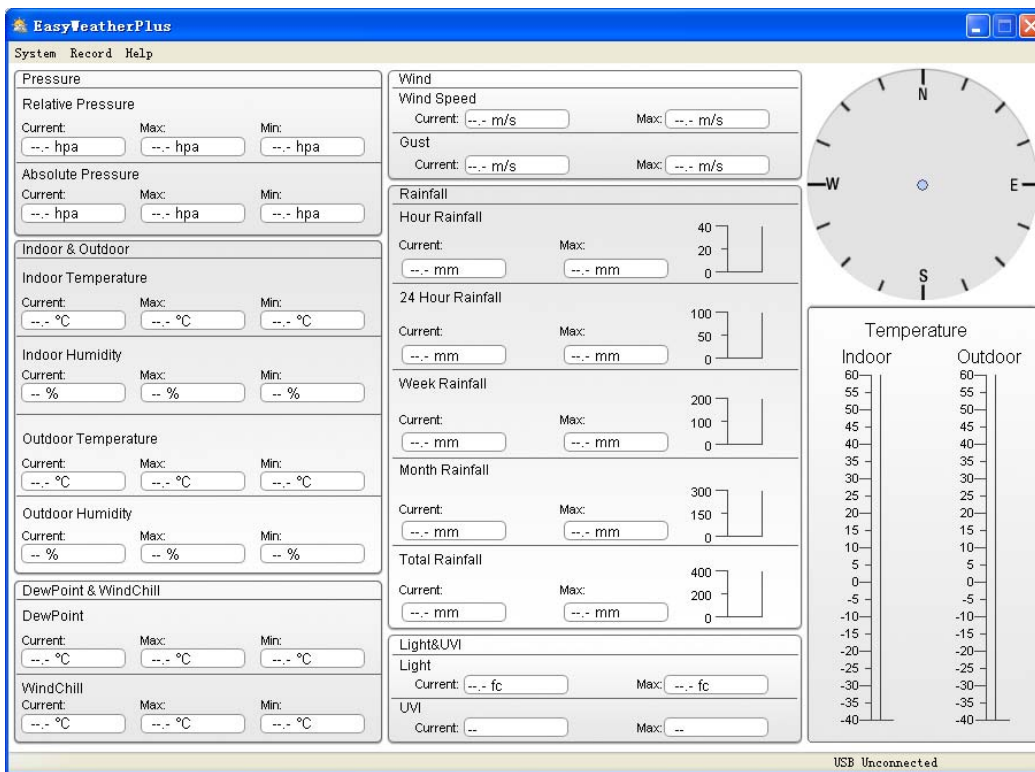 EasyWeatherPlus
System Record Help
Pressure
Relative Pressure
Current: Max: Min:
--.- hpa --.- hpa --.- hpa
Absolute Pressure
Current: Max: Min:
--.- hpa --.- hpa --.- hpa
Indoor & Outdoor
Indoor Temperature
Current: Max: Min:
--.- °C --.- °C --.- °C
Indoor Humidity
Current: Max: Min:
-- % -- % -- %
Outdoor Temperature
Current: Max: Min:
--.- °C --.- °C --.- °C
Outdoor Humidity
Current: Max: Min:
-- % -- % -- %
DewPoint & WindChill
DewPoint
Current: Max: Min:
--.- °C --.- °C --.- °C
WindChill
Current: Max: Min:
--.- °C --.- °C --.- °C
Wind
Wind Speed
Current: --.- m/s Max: --.- m/s
Gust
Current: --.- m/s Max: --.- m/s
Rainfall
Hour Rainfall
Current: Max:
--.- mm --.- mm
40
20
0
24 Hour Rainfall
Current: Max:
--.- mm --.- mm
100
50
0
Week Rainfall
Current: Max:
--.- mm --.- mm
200
100
0
Month Rainfall
Current: Max:
--.- mm --.- mm
300
150
0
Total Rainfall
Current: Max:
--.- mm --.- mm
400
200
0
Light&UVI
Light
Current: --.- fc Max: --.- fc
UVI
Current: -- Max: --
N
W E
S
Temperature
Indoor Outdoor
60 60
55 55
50 50
45 45
40 40
35 35
30 30
25 25
20 20
15 15
10 10
5 5
0 0
-5 -5
-10 -10
-15 -15
-20 -20
-25 -25
-30 -30
-35 -35
-40 -40
USB Unconnected